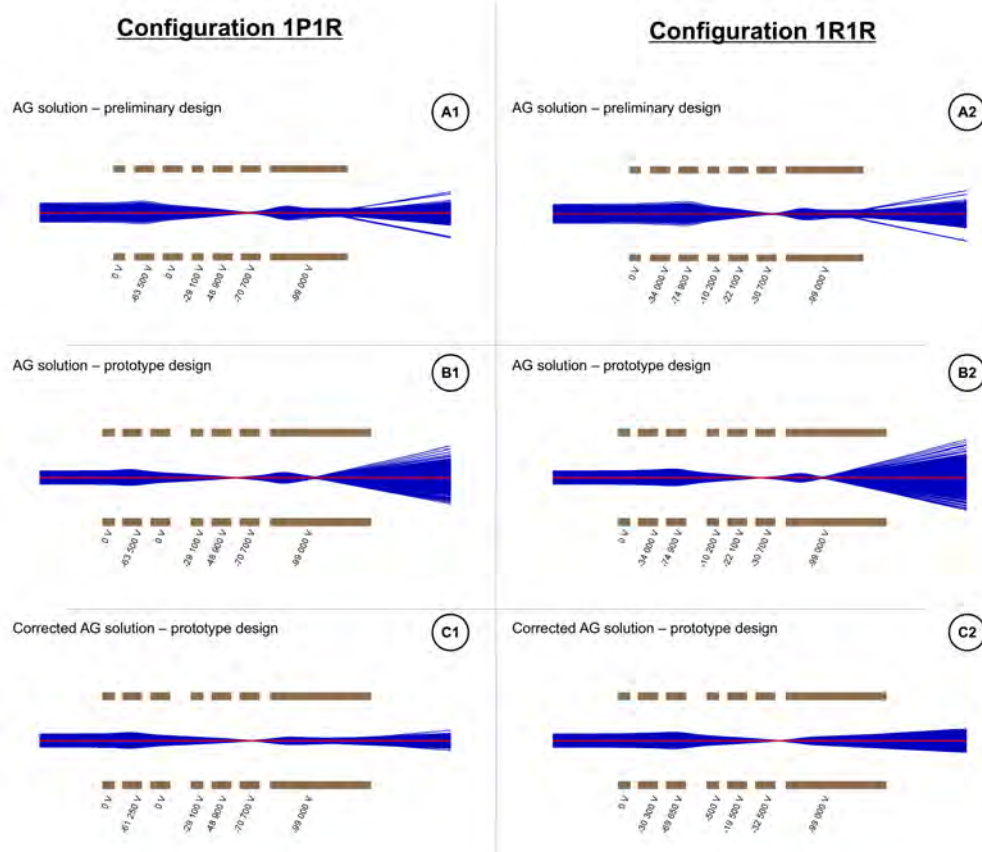 Configuration 1P1R
Configuration 1R1R
AG solution – preliminary design
A1
0 V
-63 500 V
0 V
-29 100 V
-48 900 V
-70 700 V
-99 000 V
AG solution – preliminary design
A2
0 V
-34 000 V
-74 900 V
-10 200 V
-22 100 V
-30 700 V
-99 000 V
AG solution – prototype design
B1
0 V
-63 500 V
0 V
-29 100 V
-48 900 V
-70 700 V
-99 000 V
AG solution – prototype design
B2
0 V
-34 000 V
-74 900 V
-10 200 V
-22 100 V
-30 700 V
-99 000 V
Corrected AG solution – prototype design
C1
0 V
-61 250 V
0 V
-29 100 V
-48 900 V
-70 700 V
-99 000 V
Corrected AG solution – prototype design
C2
0 V
-30 300 V
-69 650 V
-500 V
-19 500 V
-32 500 V
-99 000 V